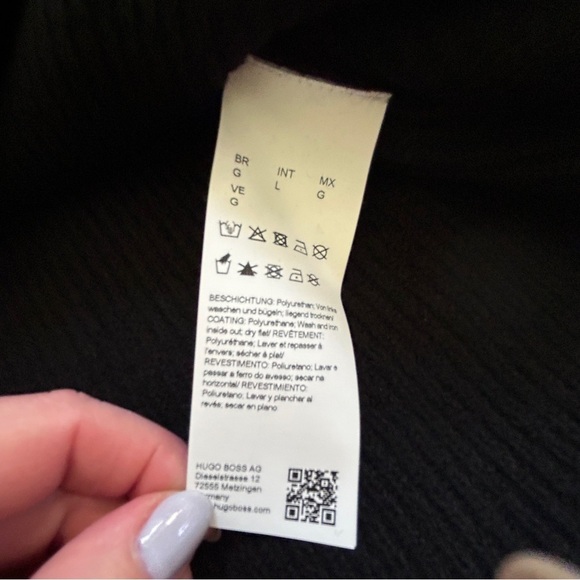 BR INT MX
G L G
VE
G
BESCHICHTUNG: Polyurethan; Von links
waschen und bügeln; liegend trocknen/
COATING: Polyurethane; Wash and iron
inside out; dry flat/ REVÊTEMENT:
Polyuréthane; Laver et repasser à
l'envers; sécher à plat/
REVESTIMENTO: Poliuretano; Lavar e
passar a ferro do avesso; secar na
horizontal/ REVESTIMIENTO:
Poliuretano; Lavar y planchar al
revés; secar en plano
HUGO BOSS AG
Dieselstrasse 12
72555 Metzingen
hugoboss.com